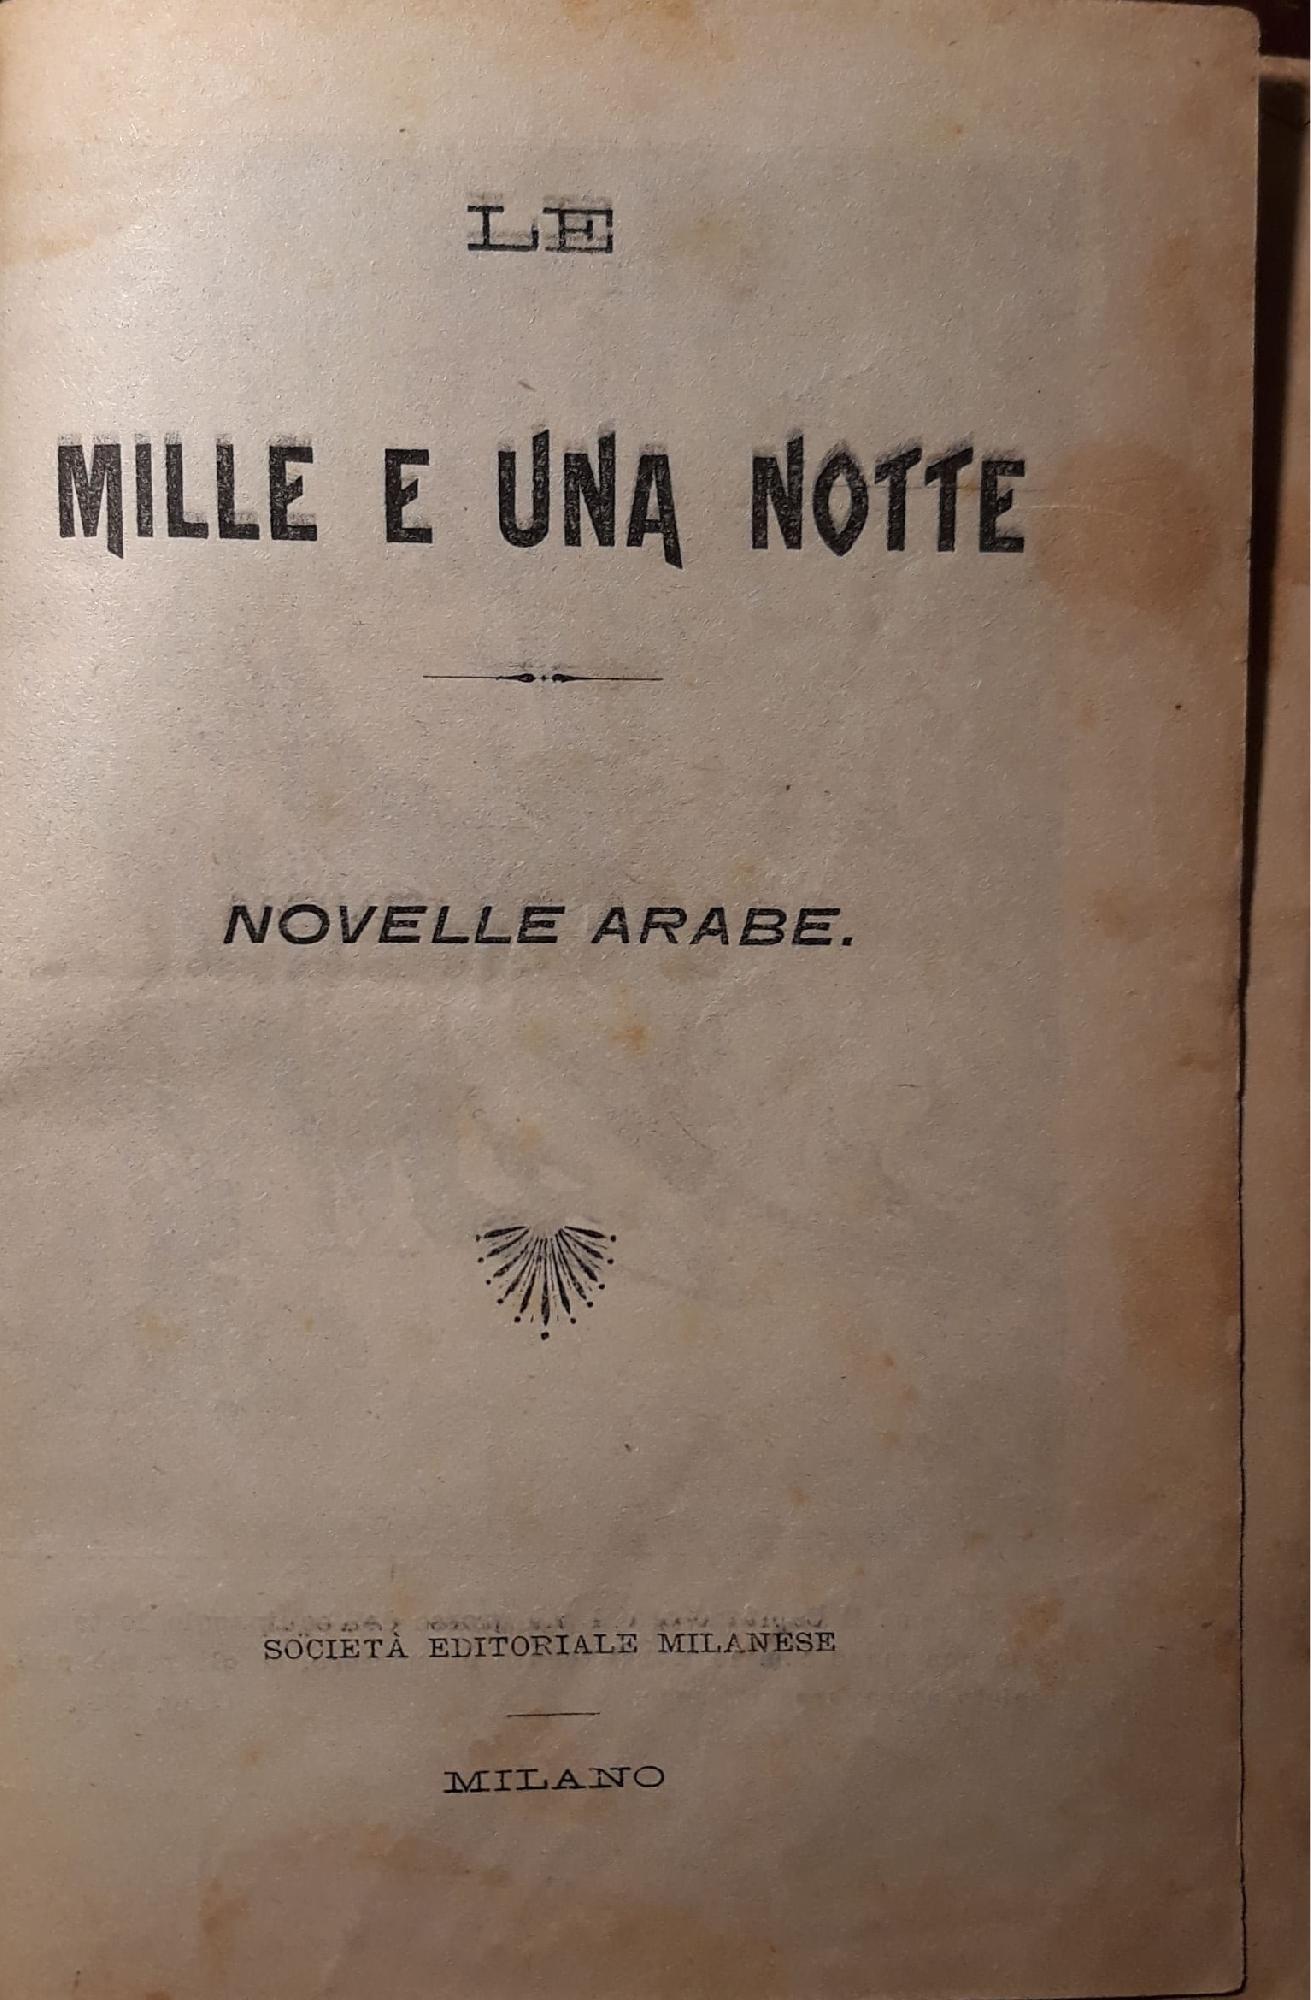 LE
MILLE E UNA NOTTE
NOVELLE ARABE.
SOCIETÀ EDITORIALE MILANESE
MILANO